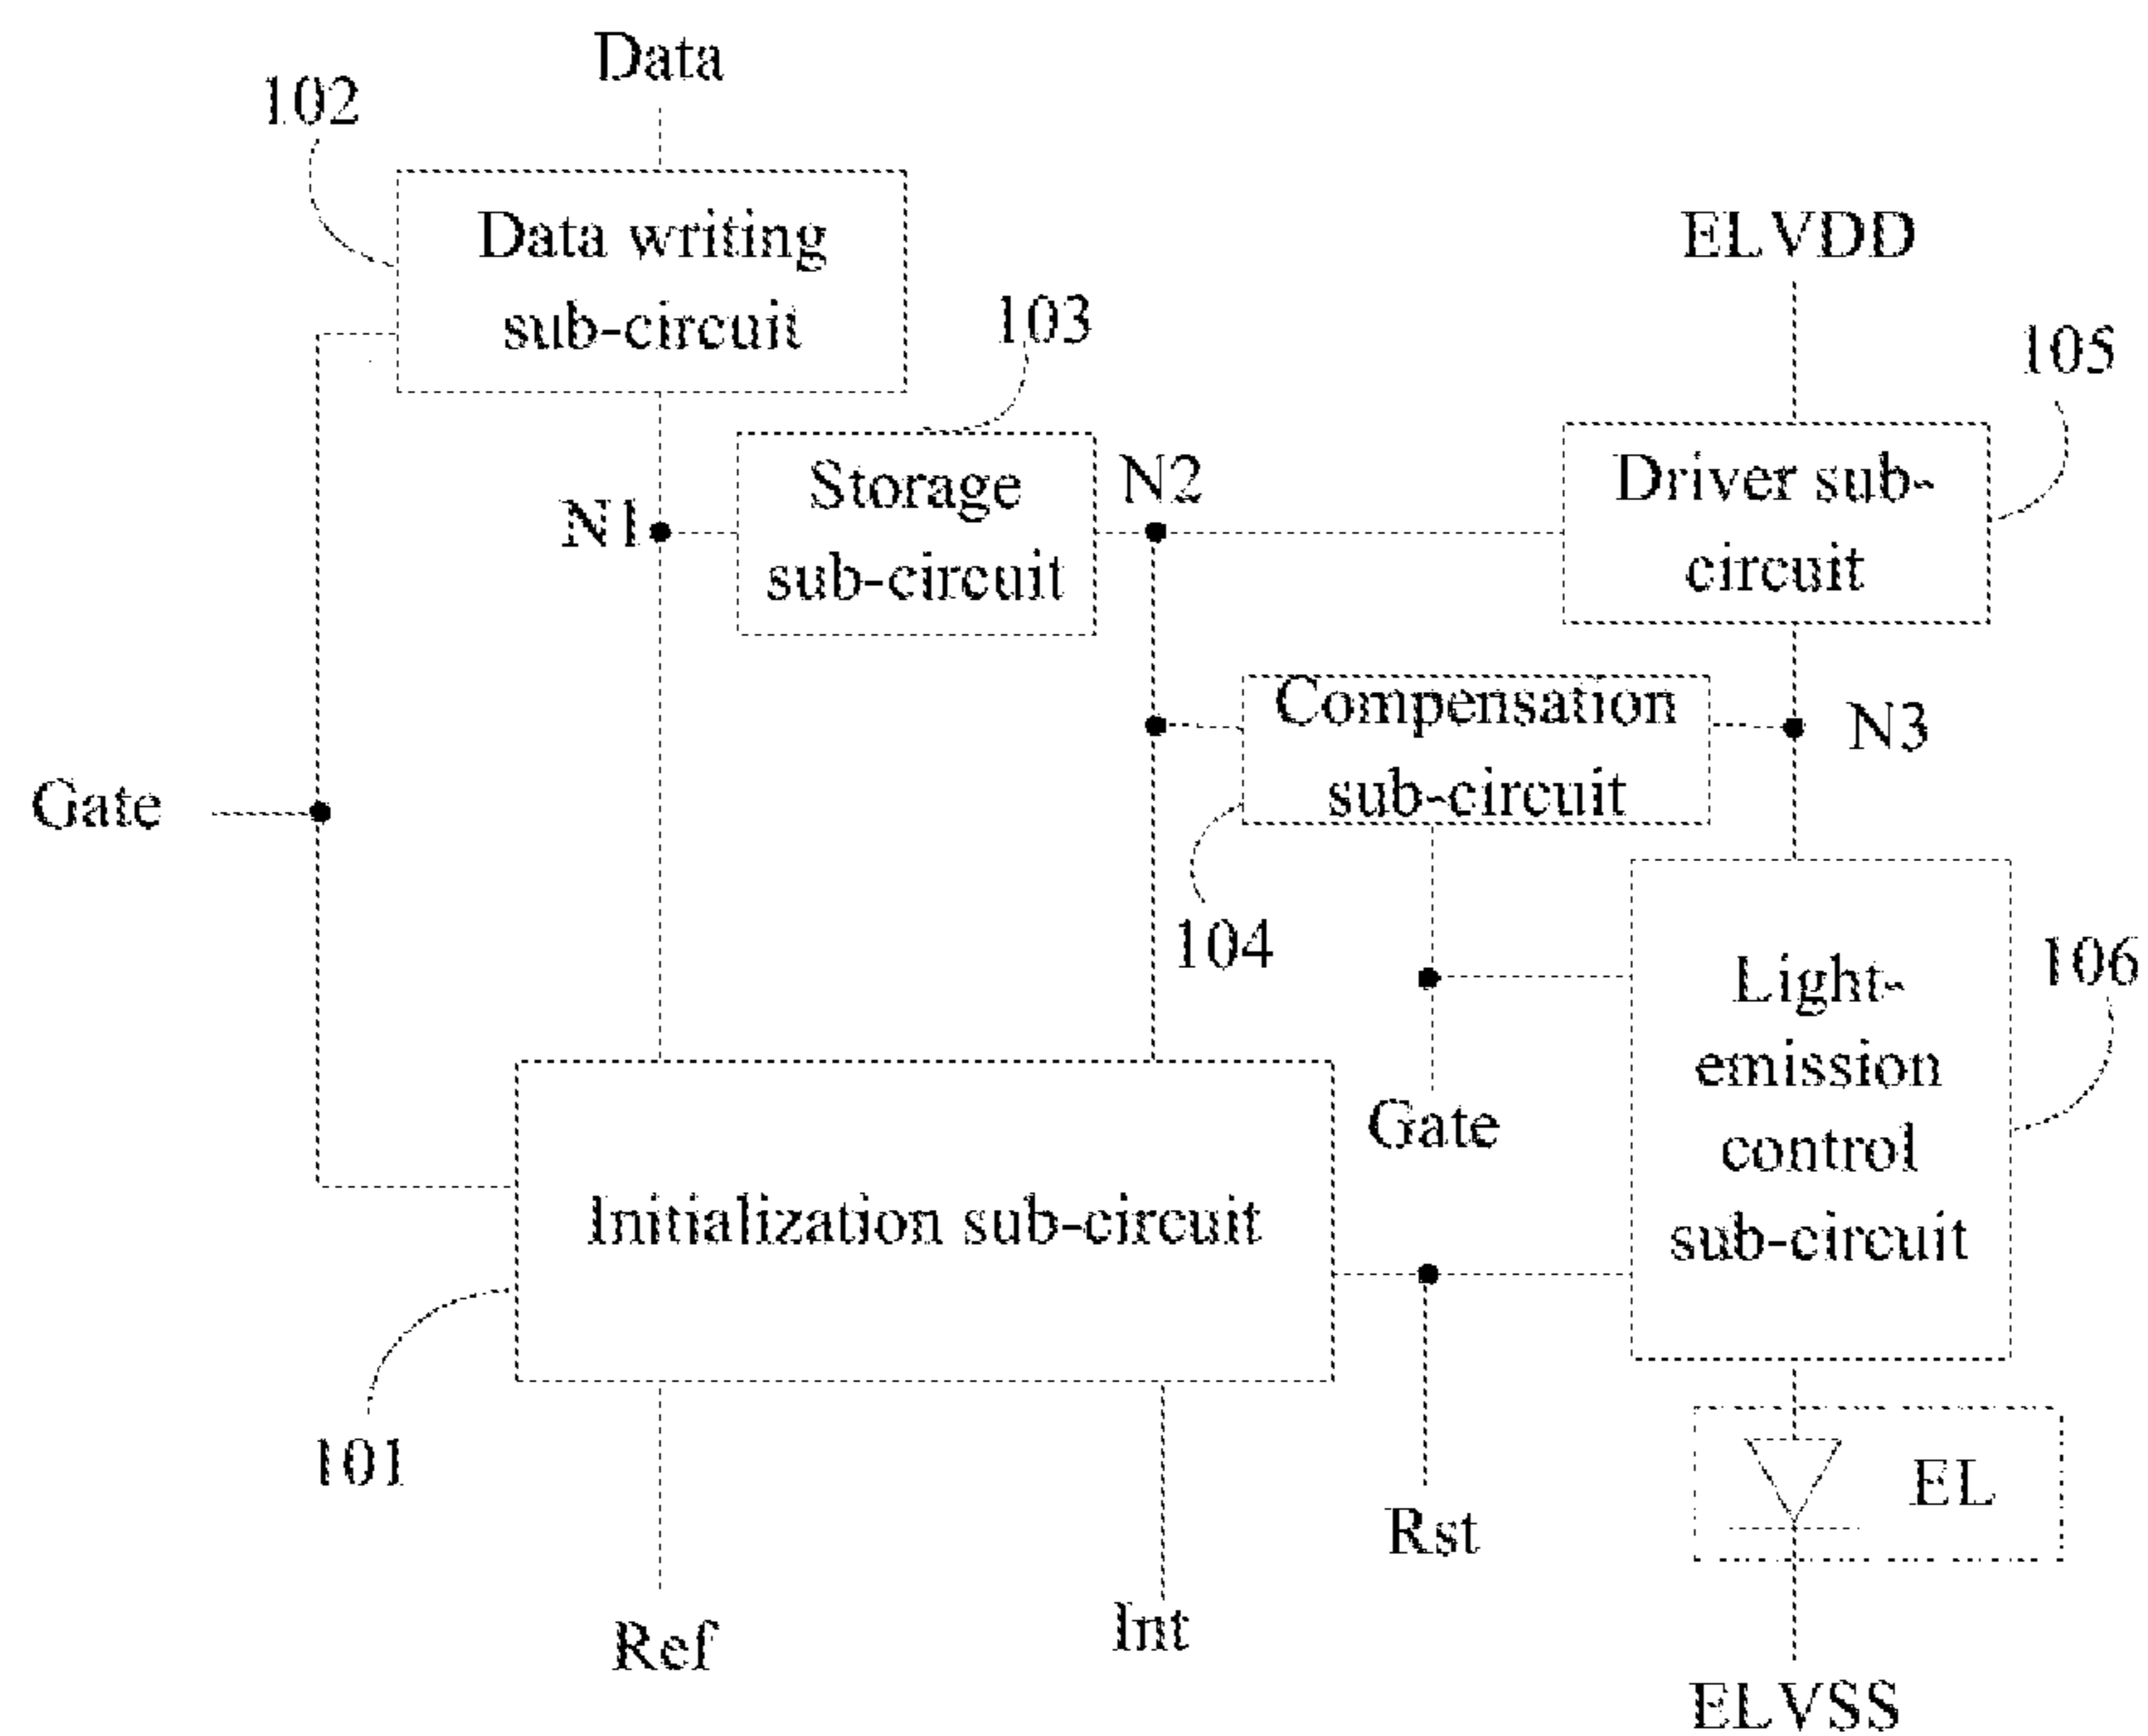 Data
102
Data writing
sub-circuit
ELVDD
103
105
Storage
sub-circuit
N1
N2
Driver sub-
circuit
Compensation
sub-circuit
N3
Gate
104
Light-
emission
control
sub-circuit
106
Gate
Initialization sub-circuit
101
Rst
EL
Ref
Int
ELVSS